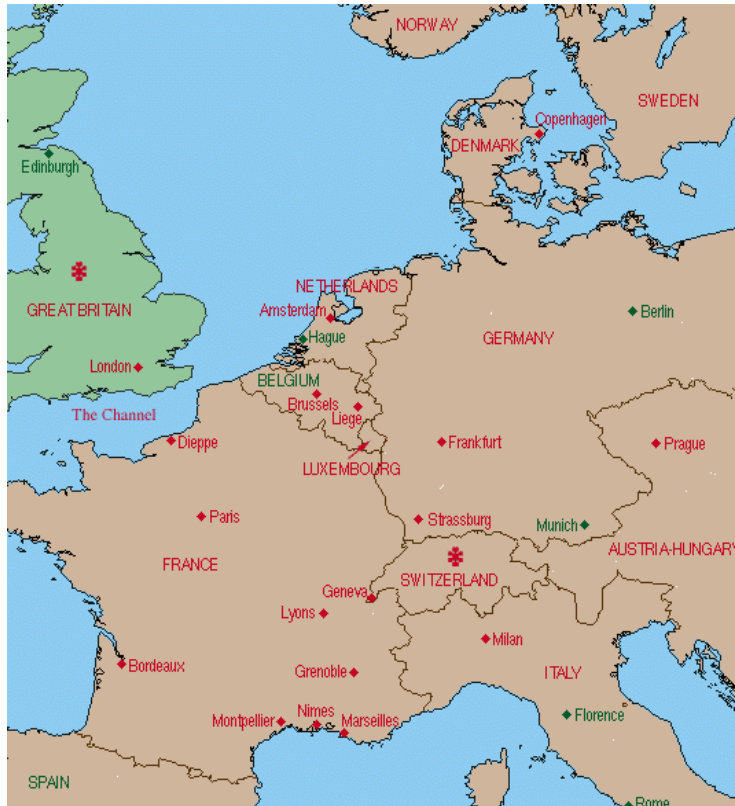 NORWAY
SWEDEN
Copenhagen
DENMARK
Edinburgh
NETHERLANDS
GREAT BRITAIN
Amsterdam
Berlin
Hague
GERMANY
London
BELGIUM
Brussels
Liege
The Channel
Dieppe
Frankfurt
Prague
LUXEMBOURG
Paris
Strassburg
Munich
AUSTRIA-HUNGARY
FRANCE
SWITZERLAND
Geneva
Lyons
Milan
Bordeaux
Grenoble
ITALY
Nimes
Florence
Montpellier
Marseilles
SPAIN
Rome